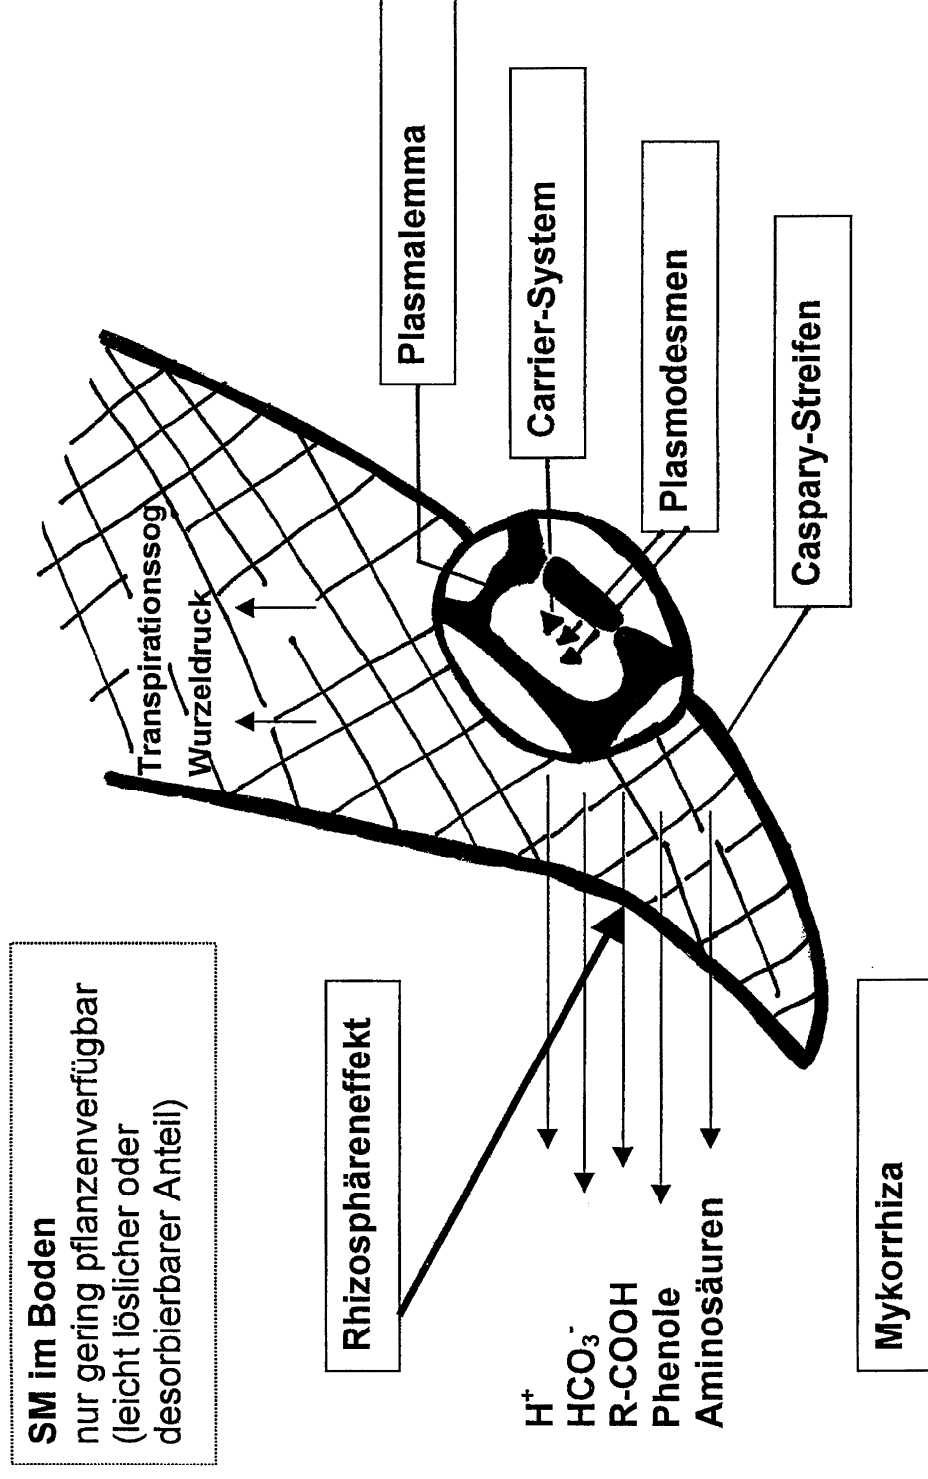 SM im Boden
nur gering pflanzenverfügbar
(leicht löslicher oder
desorbierbarer Anteil)
Transpirationssog
Wurzeldruck
Rhizosphäreneffekt
Plasmalemma
Carrier-System
Plasmodesmen
Caspary-Streifen
H⁺
HCO₃⁻
R-COOH
Phenole
Aminosäuren
Mykorrhiza